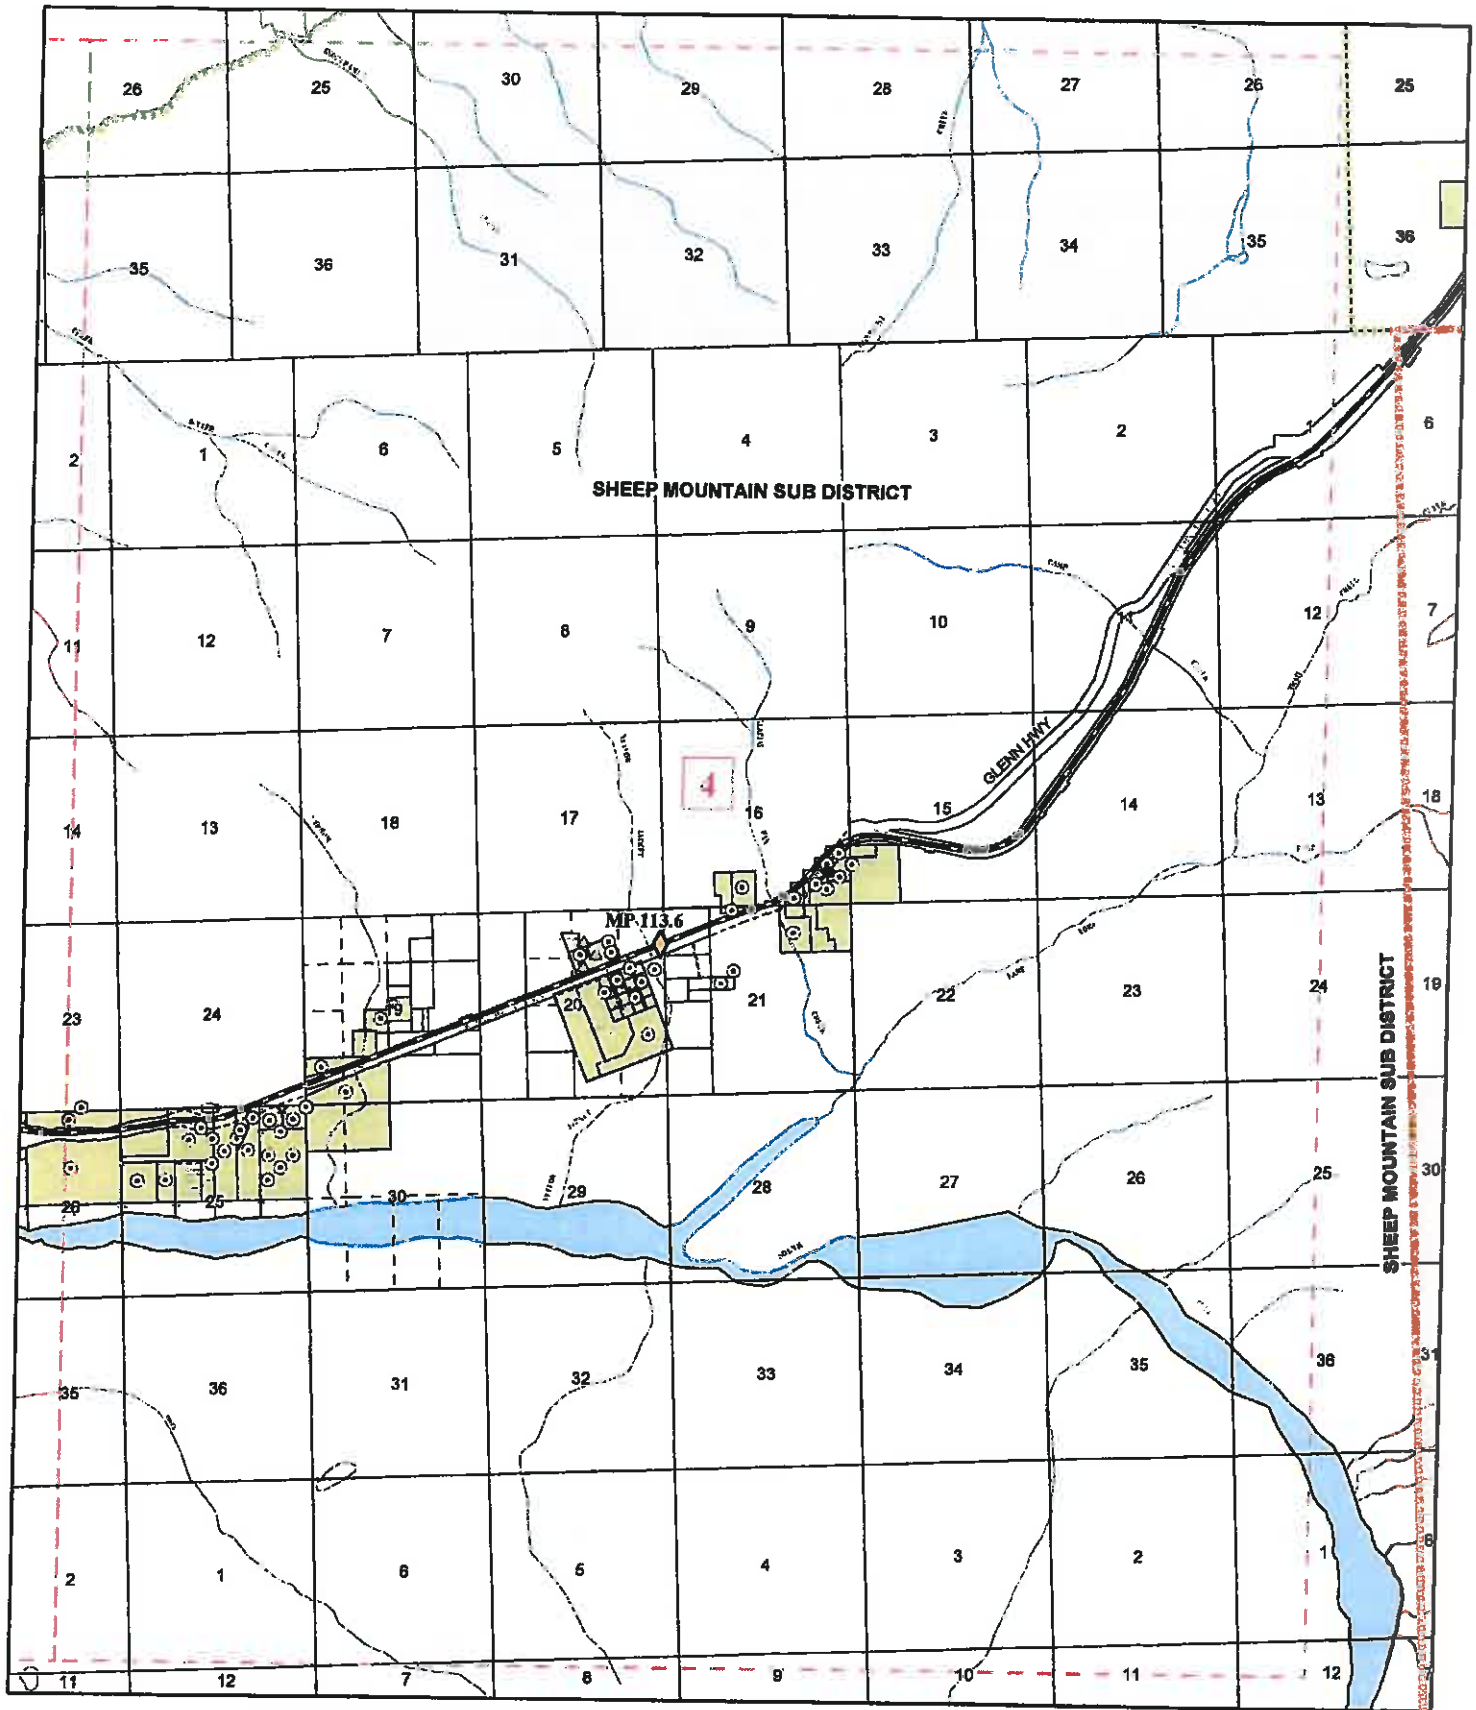 26 25 30 29 28 27 26 25
35 36 31 32 33 34 35 36
2 1 6 5 4 3 2 6
SHEEP MOUNTAIN SUB DISTRICT
CAMP
11 12 7 8 9 10 12 7
GLENN HWY
4
14 13 18 17 16 15 14 13 18
MP-113.6
23 24 19 20 21 22 23 24 19
SHEEP MOUNTAIN SUB DISTRICT
26 25 30 29 28 27 26 25 30
35 36 31 32 33 34 35 36 31
2 1 6 5 4 3 2 1 6
11 12 7 8 9 10 11 12